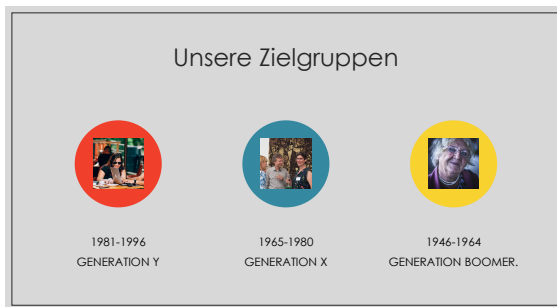 Unsere Zielgruppen
1981-1996
GENERATION Y
1965-1980
GENERATION X
1946-1964
GENERATION BOOMER.